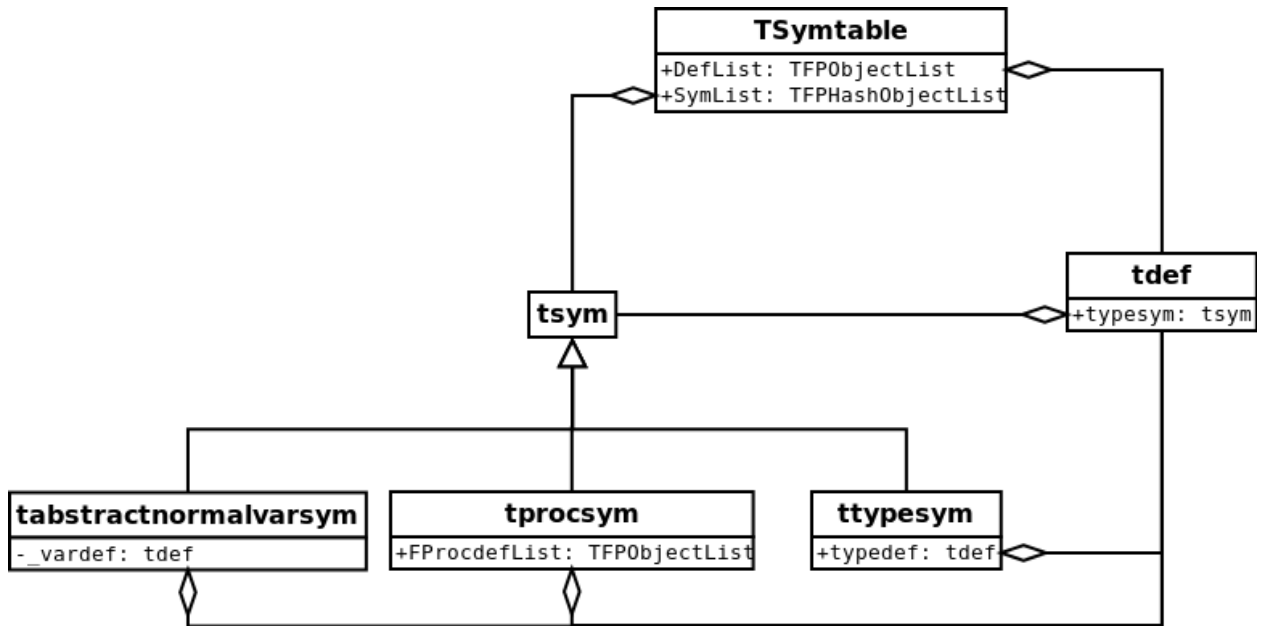 TSymtable
+DefList: TFPObjectList
+SymList: TFPHashObjectList
tdef
+typesym: tsym
tsym
tabstractnormalvarsym
-_vardef: tdef
tprocsym
+FProcdefList: TFPObjectList
ttypesym
+typedef: tdef